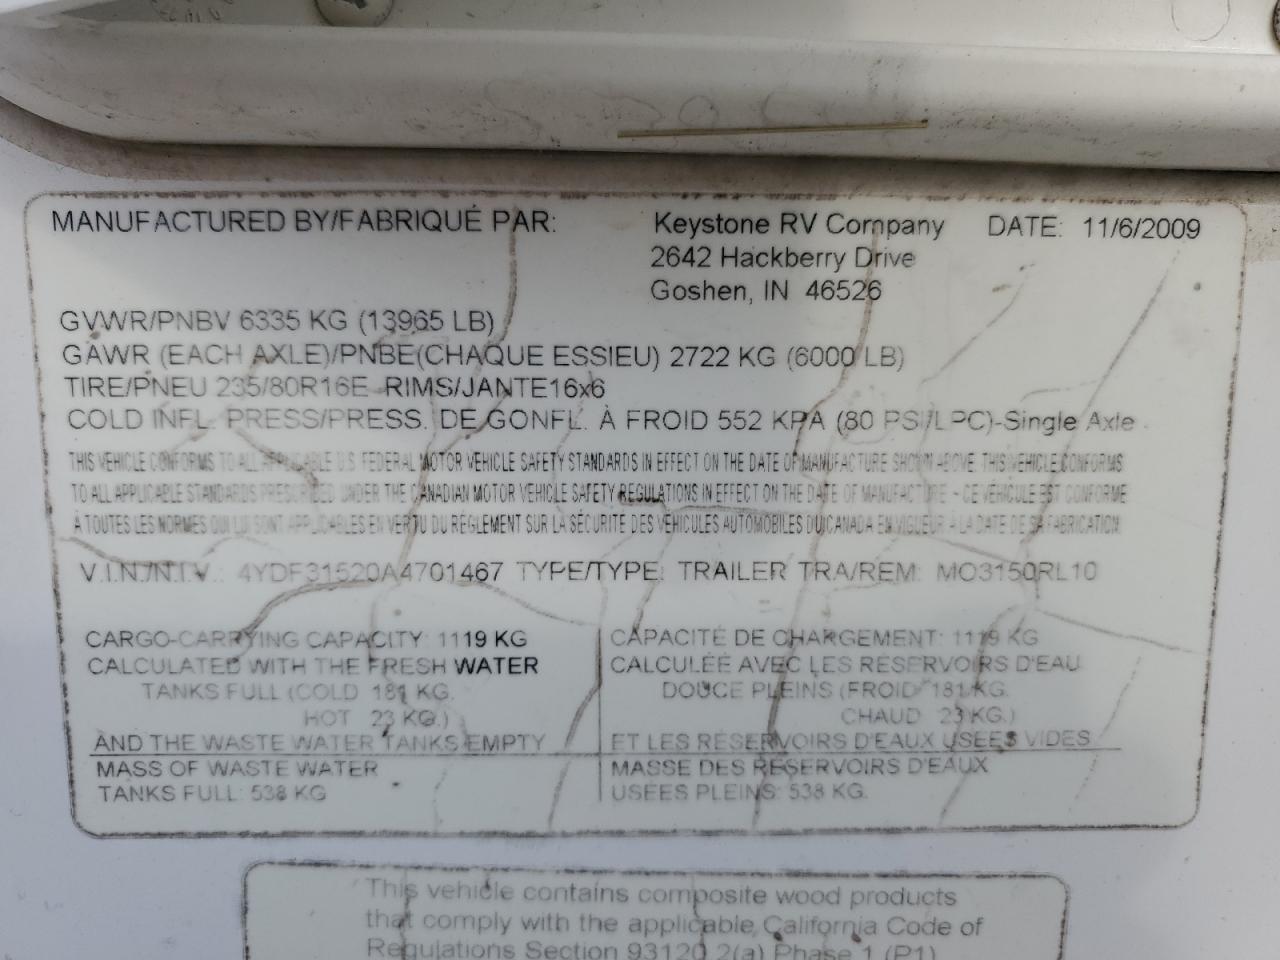 MANUFACTURED BY/FABRIQUÉ PAR: Keystone RV Company DATE: 11/6/2009
2642 Hackberry Drive
Goshen, IN 46526
GVWR/PNBV 6335 KG (13965 LB)
GAWR (EACH AXLE)/PNBE(CHAQUE ESSIEU) 2722 KG (6000 LB)
TIRE/PNEU 235/80R16E RIMS/JANTE16x6
COLD INFL. PRESS/PRESS. DE GONFL. À FROID 552 KPA (80 PSI/LPC)-Single Axle
THIS VEHICLE CONFORMS TO ALL APPLICABLE U.S. FEDERAL MOTOR VEHICLE SAFETY STANDARDS IN EFFECT ON THE DATE OF MANUFACTURE SHOWN ABOVE. THIS VEHICLE CONFORMS
TO ALL APPLICABLE STANDARDS PRESCRIBED UNDER THE CANADIAN MOTOR VEHICLE SAFETY REGULATIONS IN EFFECT ON THE DATE OF MANUFACTURE - CE VÉHICULE EST CONFORME
À TOUTES LES NORMES QUI LUI SONT APPLICABLES EN VERTU DU RÉGLEMENT SUR LA SÉCURITÉ DES VÉHICULES AUTOMOBILES DU CANADA EN VIGUEUR À LA DATE DE SA FABRICATION.
V.I.N./N.I.V.: 4YDF31520A4701467 TYPE/TYPE: TRAILER TRA/REM: MO3150RL10
CARGO-CARRYING CAPACITY: 1119 KG
CALCULATED WITH THE FRESH WATER
TANKS FULL (COLD 181 KG.
HOT 23 KG.)
AND THE WASTE WATER TANKS EMPTY
MASS OF WASTE WATER
TANKS FULL: 538 KG
CAPACITÉ DE CHARGEMENT: 1119 KG
CALCULÉE AVEC LES RÉSERVOIRS D'EAU
DOUCE PLEINS (FROID 181 KG.
CHAUD 23 KG.)
ET LES RÉSERVOIRS D'EAUX USÉES VIDES
MASSE DES RÉSERVOIRS D'EAUX
USÉES PLEINS: 538 KG.
This vehicle contains composite wood products
that comply with the applicable California Code of
Regulations Section 93120.2(a) Phase 1 (P1)